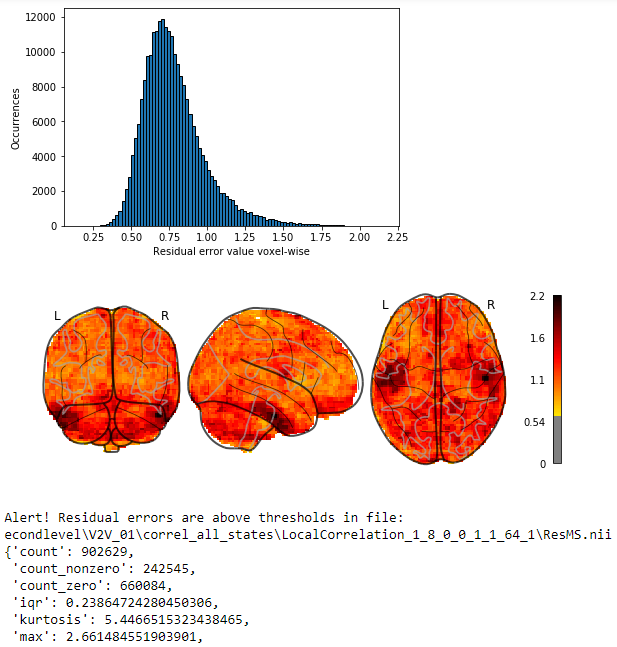 12000
10000
8000
6000
4000
2000
0
Occurrences
0.25 0.50 0.75 1.00 1.25 1.50 1.75 2.00 2.25
Residual error value voxel-wise
L R L R
2.2
1.6
1.1
0.54
0
Alert! Residual errors are above thresholds in file:
econdlevel\V2V_01\correl_all_states\LocalCorrelation_1_8_0_0_1_1_64_1\ResMS.nii
{'count': 902629,
'count_nonzero': 242545,
'count_zero': 660084,
'iqr': 0.23864724280450306,
'kurtosis': 5.4466515323438465,
'max': 2.661484551903901,